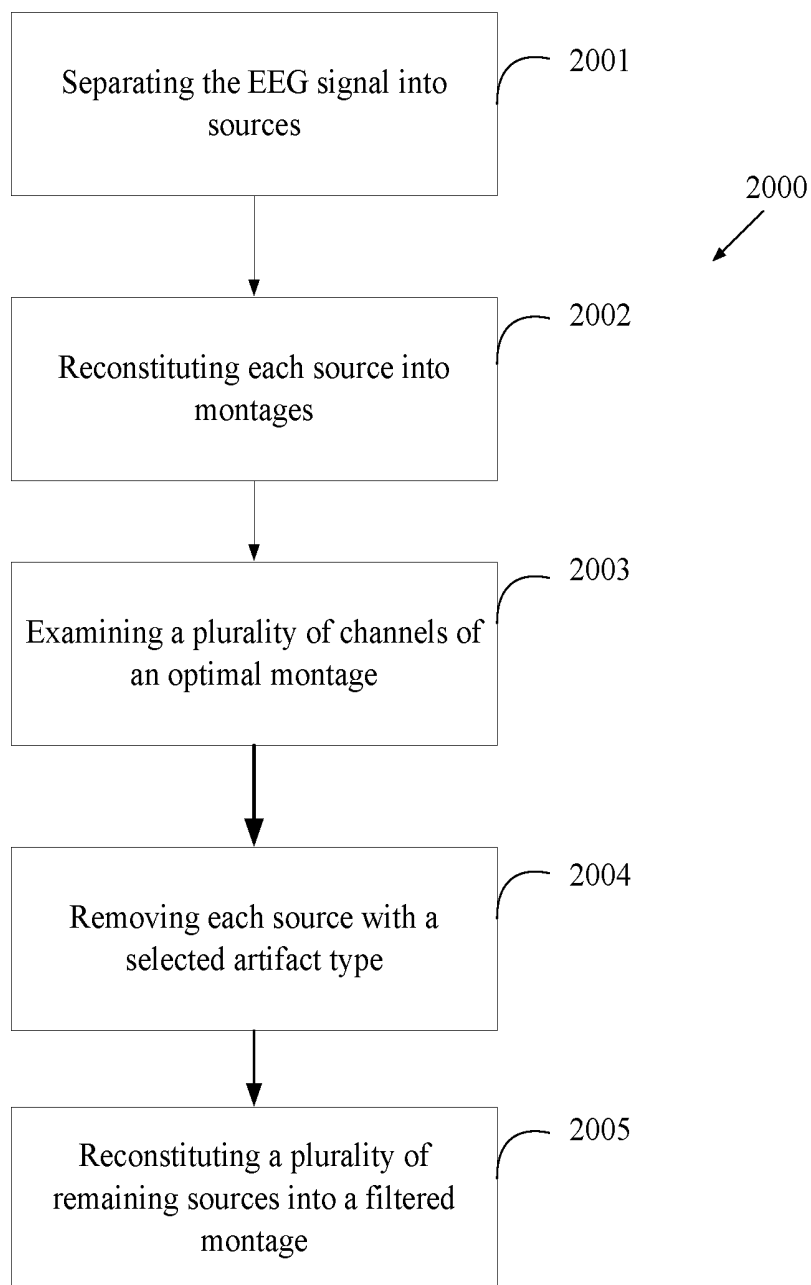 Separating the EEG signal into
sources
2001
2000
Reconstituting each source into
montages
2002
Examining a plurality of channels of
an optimal montage
2003
Removing each source with a
selected artifact type
2004
Reconstituting a plurality of
remaining sources into a filtered
montage
2005